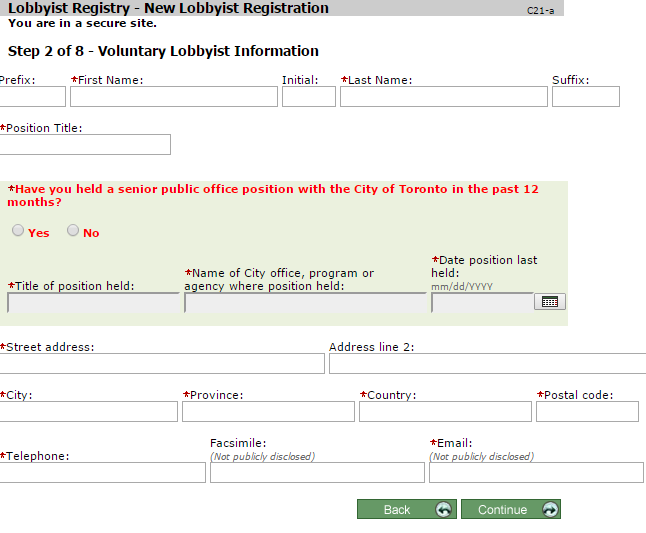 Lobbyist Registry - New Lobbyist Registration C21-a
You are in a secure site.
Step 2 of 8 - Voluntary Lobbyist Information
Prefix: *First Name: Initial: *Last Name: Suffix:
*Position Title:
*Have you held a senior public office position with the City of Toronto in the past 12
months?
Yes No
*Title of position held:
*Name of City office, program or
agency where position held:
*Date position last
held:
mm/dd/YYYY
*Street address: Address line 2:
*City: *Province: *Country: *Postal code:
*Telephone:
Facsimile:
(Not publicly disclosed)
*Email:
(Not publicly disclosed)
Back Continue